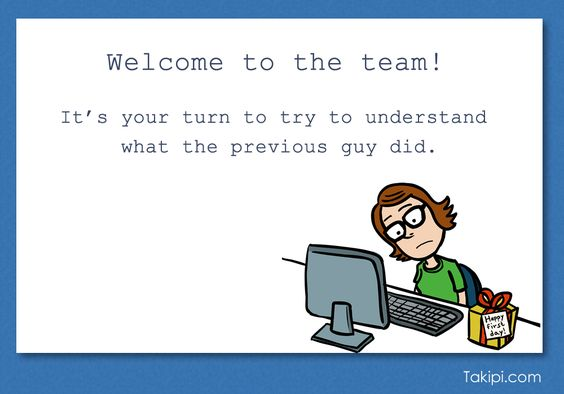 Welcome to the team!
It's your turn to try to understand
what the previous guy did.
Happy
first
day!
Takipi.com